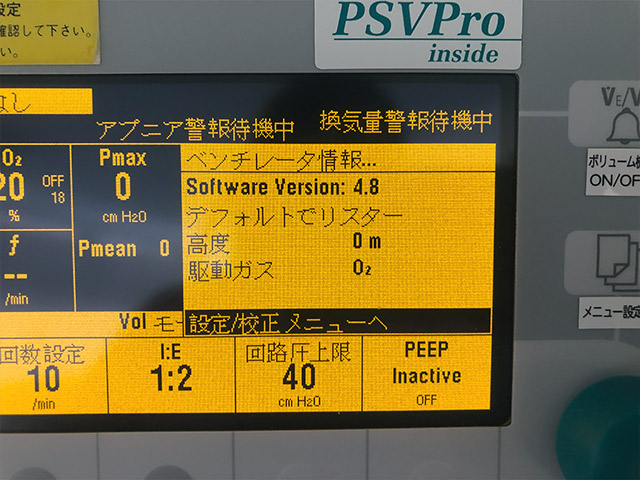 設定
確認して下さい。
い。
PSVPro
inside
なし
アプニア警報待機中
換気量警報待機中
O₂
20
OFF
18
%
Pmax
0
cm H₂O
ベンチレータ情報...
Software Version: 4.8
デフォルトでリスター
高度 0 m
駆動ガス O₂
f
--
/min
Pmean 0
Vol モー
設定/校正メニューへ
回数設定
10
/min
I:E
1:2
回路圧上限
40
cm H₂O
PEEP
Inactive
OFF
V̇E/V
ボリューム
ON/OF
メニュー設定